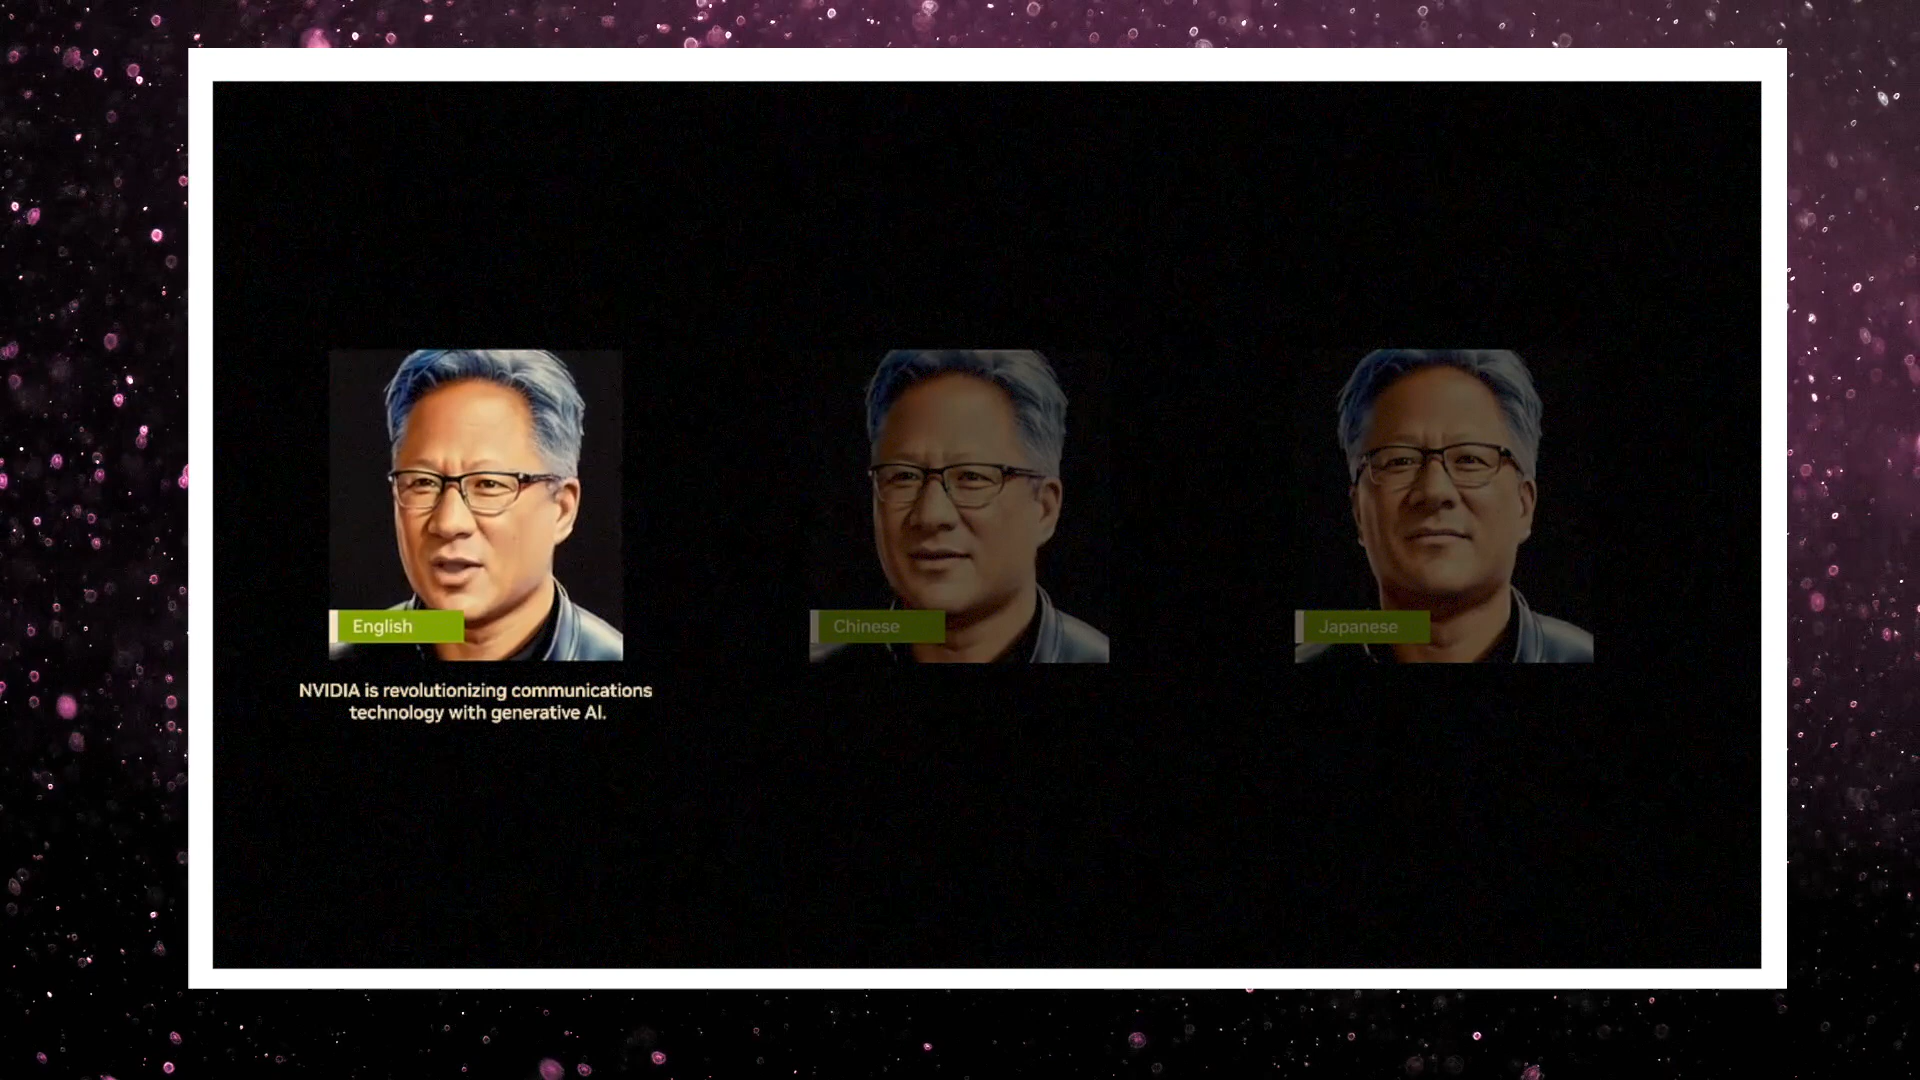 English
NVIDIA is revolutionizing communications
technology with generative AI.
Chinese
Japanese